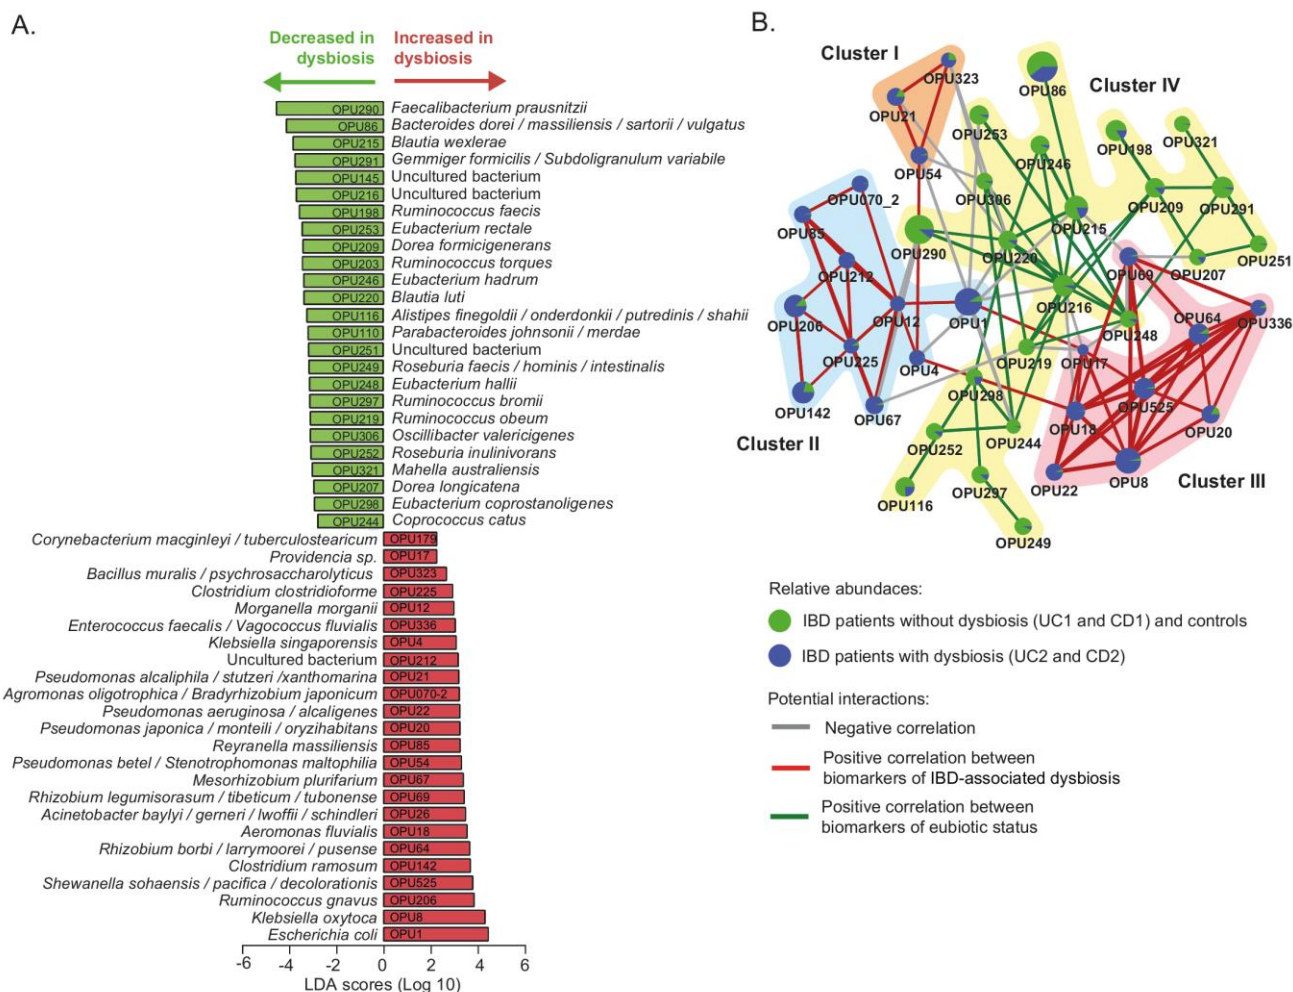 A.
Decreased in
dysbiosis
Increased in
dysbiosis
OPU290 Faecalibacterium prausnitzii
OPU86 Bacteroides dorei / massiliensis / sartorii / vulgatus
OPU215 Blautia wexlerae
OPU291 Gemmiger formicilis / Subdoligranulum variabile
OPU145 Uncultured bacterium
OPU216 Uncultured bacterium
OPU198 Ruminococcus faecis
OPU253 Eubacterium rectale
OPU209 Dorea formicigenerans
OPU203 Ruminococcus torques
OPU246 Eubacterium hadrum
OPU220 Blautia luti
OPU116 Alistipes finegoldii / onderdonkii / putredinis / shahii
OPU110 Parabacteroides johnsonii / merdae
OPU251 Uncultured bacterium
OPU249 Roseburia faecis / hominis / intestinalis
OPU248 Eubacterium hallii
OPU297 Ruminococcus bromii
OPU219 Ruminococcus obeum
OPU306 Oscillibacter valericigenes
OPU252 Roseburia inulinivorans
OPU321 Mahella australiensis
OPU207 Dorea longicatena
OPU298 Eubacterium coprostanoligenes
OPU244 Coprococcus catus
Corynebacterium macginleyi / tuberculostearicum OPU179
Providencia sp. OPU17
Bacillus muralis / psychrosaccharolyticus OPU323
Clostridium clostridioforme OPU225
Morganella morganii OPU12
Enterococcus faecalis / Vagococcus fluvialis OPU336
Klebsiella singaporensis OPU4
Uncultured bacterium OPU212
Pseudomonas alcaliphila / stutzeri /xanthomarina OPU21
Agromonas oligotrophica / Bradyrhizobium japonicum OPU070-2
Pseudomonas aeruginosa / alcaligenes OPU22
Pseudomonas japonica / monteili / oryzihabitans OPU20
Reyranella massiliensis OPU85
Pseudomonas betel / Stenotrophomonas maltophilia OPU54
Mesorhizobium plurifarium OPU67
Rhizobium legumisorasum / tibeticum / tubonense OPU69
Acinetobacter baylyi / gerneri / lwoffii / schindleri OPU26
Aeromonas fluvialis OPU18
Rhizobium borbi / larrymoorei / pusense OPU64
Clostridium ramosum OPU142
Shewanella sohaensis / pacifica / decolorationis OPU525
Ruminococcus gnavus OPU206
Klebsiella oxytoca OPU8
Escherichia coli OPU1
-6 -4 -2 0 2 4 6
LDA scores (Log 10)
B.
Cluster I
OPU323
OPU86
Cluster IV
OPU21
OPU253
OPU198
OPU321
OPU246
OPU54
OPU070_2
OPU306
OPU209
OPU291
OPU85
OPU215
OPU290
OPU220
OPU251
OPU212
OPU69
OPU207
OPU216
OPU206
OPU12
OPU1
OPU64
OPU336
OPU248
OPU225
OPU4
OPU219
OPU17
OPU298
OPU525
OPU142
OPU67
OPU18
OPU20
Cluster II
OPU252
OPU244
OPU22
OPU8
Cluster III
OPU297
OPU116
OPU249
Relative abundaces:
IBD patients without dysbiosis (UC1 and CD1) and controls
IBD patients with dysbiosis (UC2 and CD2)
Potential interactions:
Negative correlation
Positive correlation between
biomarkers of IBD-associated dysbiosis
Positive correlation between
biomarkers of eubiotic status